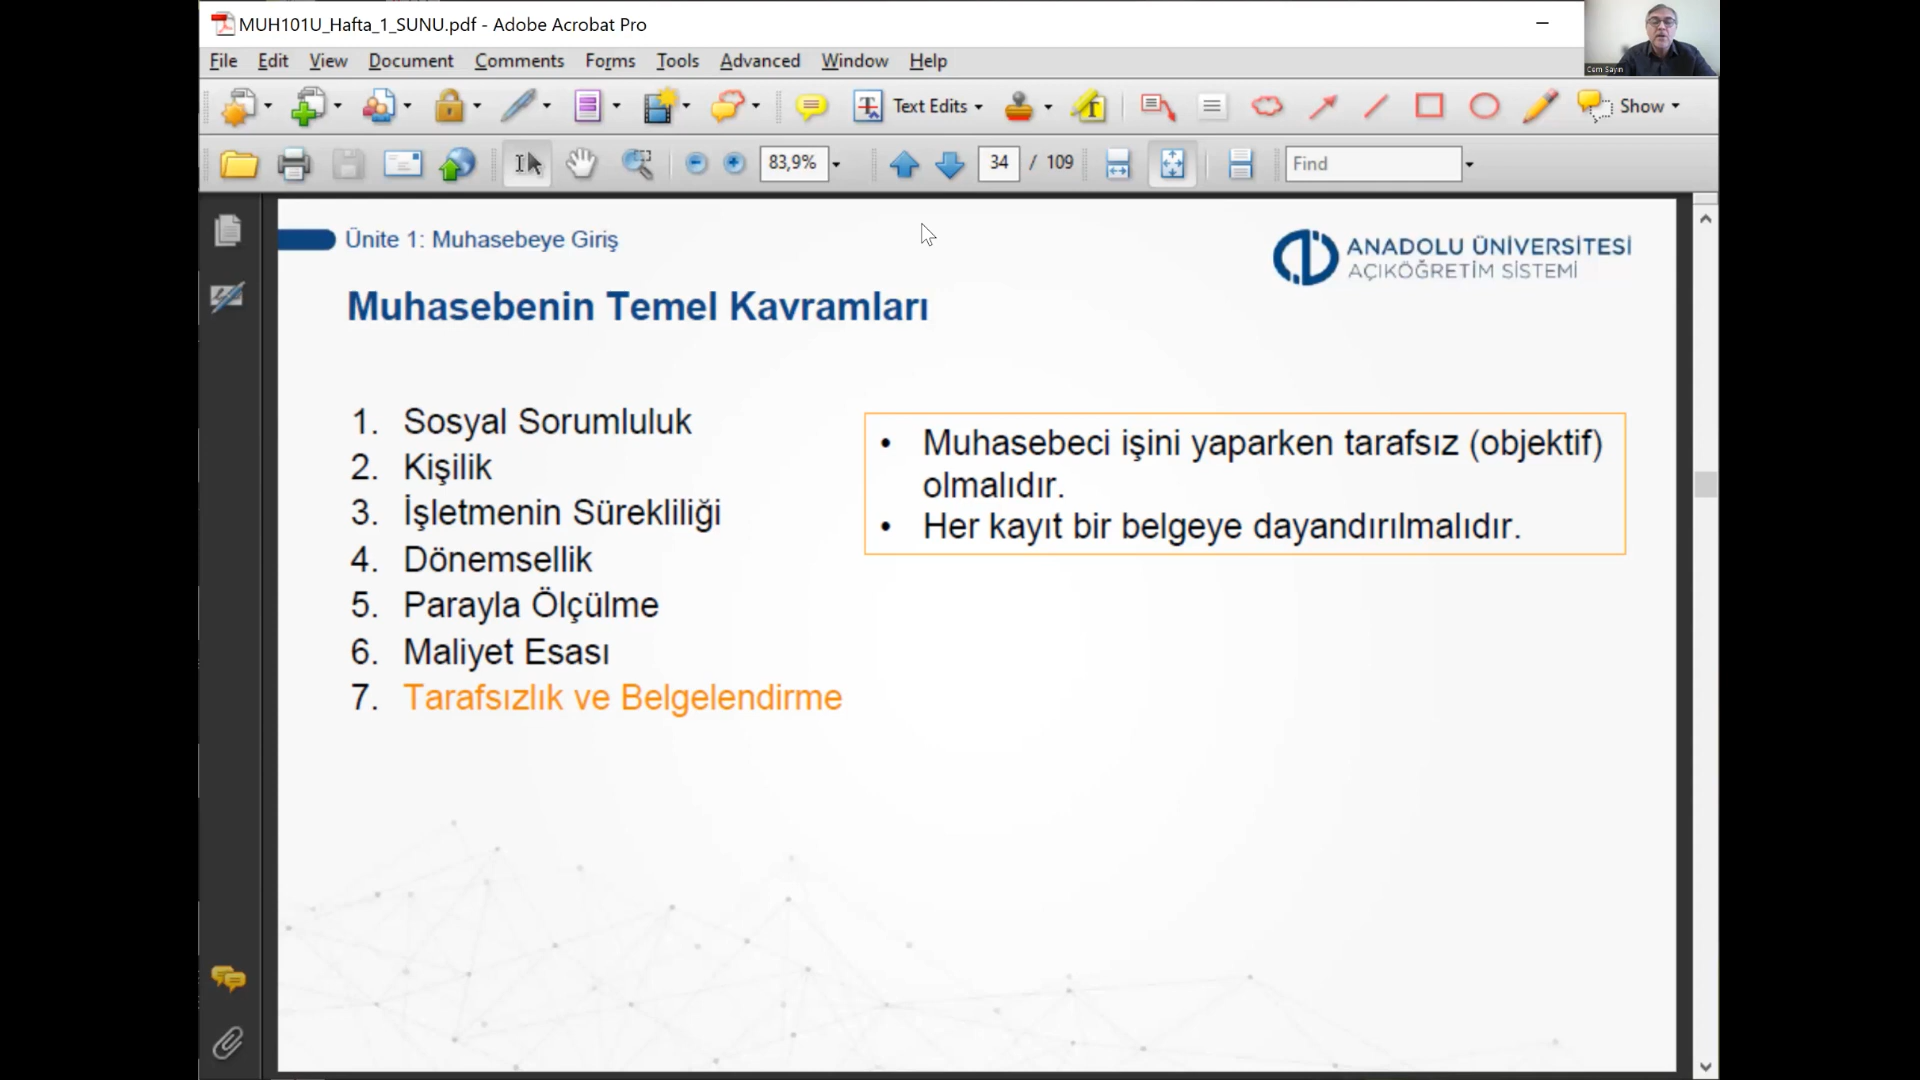 MUH101U_Hafta_1_SUNU.pdf - Adobe Acrobat Pro
Cem Sayın
File Edit View Document Comments Forms Tools Advanced Window Help
Text Edits Show
83,9% 34 / 109 Find
Ünite 1: Muhasebeye Giriş
ANADOLU ÜNİVERSİTESİ
AÇIKÖĞRETİM SİSTEMİ
Muhasebenin Temel Kavramları
1. Sosyal Sorumluluk
2. Kişilik
3. İşletmenin Sürekliliği
4. Dönemsellik
5. Parayla Ölçülme
6. Maliyet Esası
7. Tarafsızlık ve Belgelendirme
• Muhasebeci işini yaparken tarafsız (objektif)
olmalıdır.
• Her kayıt bir belgeye dayandırılmalıdır.